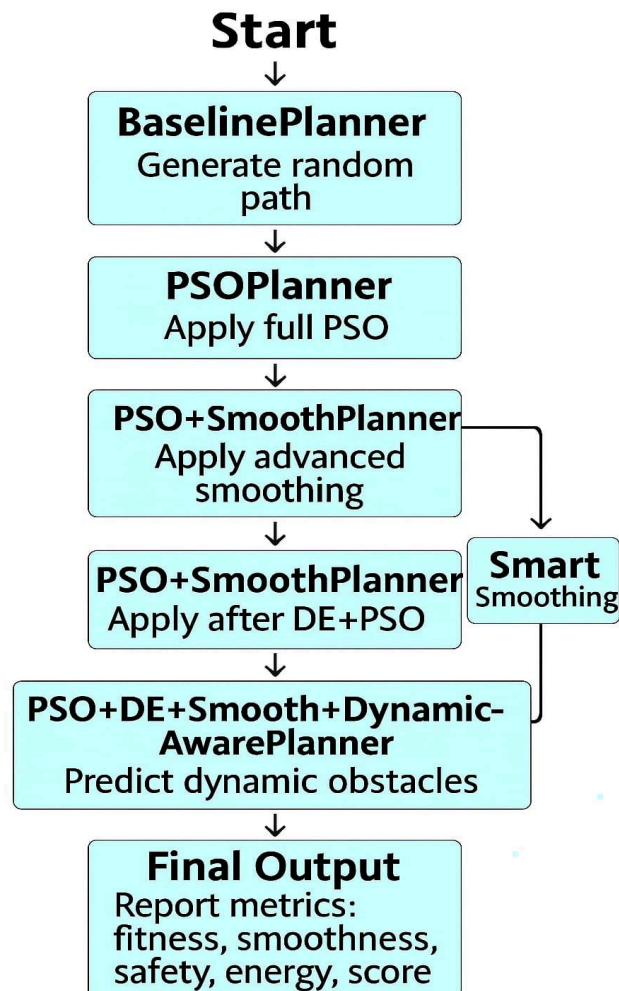 Start
BaselinePlanner
Generate random
path
PSOPlanner
Apply full PSO
PSO+SmoothPlanner
Apply advanced
smoothing
PSO+SmoothPlanner
Apply after DE+PSO
Smart
Smoothing
PSO+DE+Smooth+Dynamic-
AwarePlanner
Predict dynamic obstacles
Final Output
Report metrics:
fitness, smoothness,
safety, energy, score